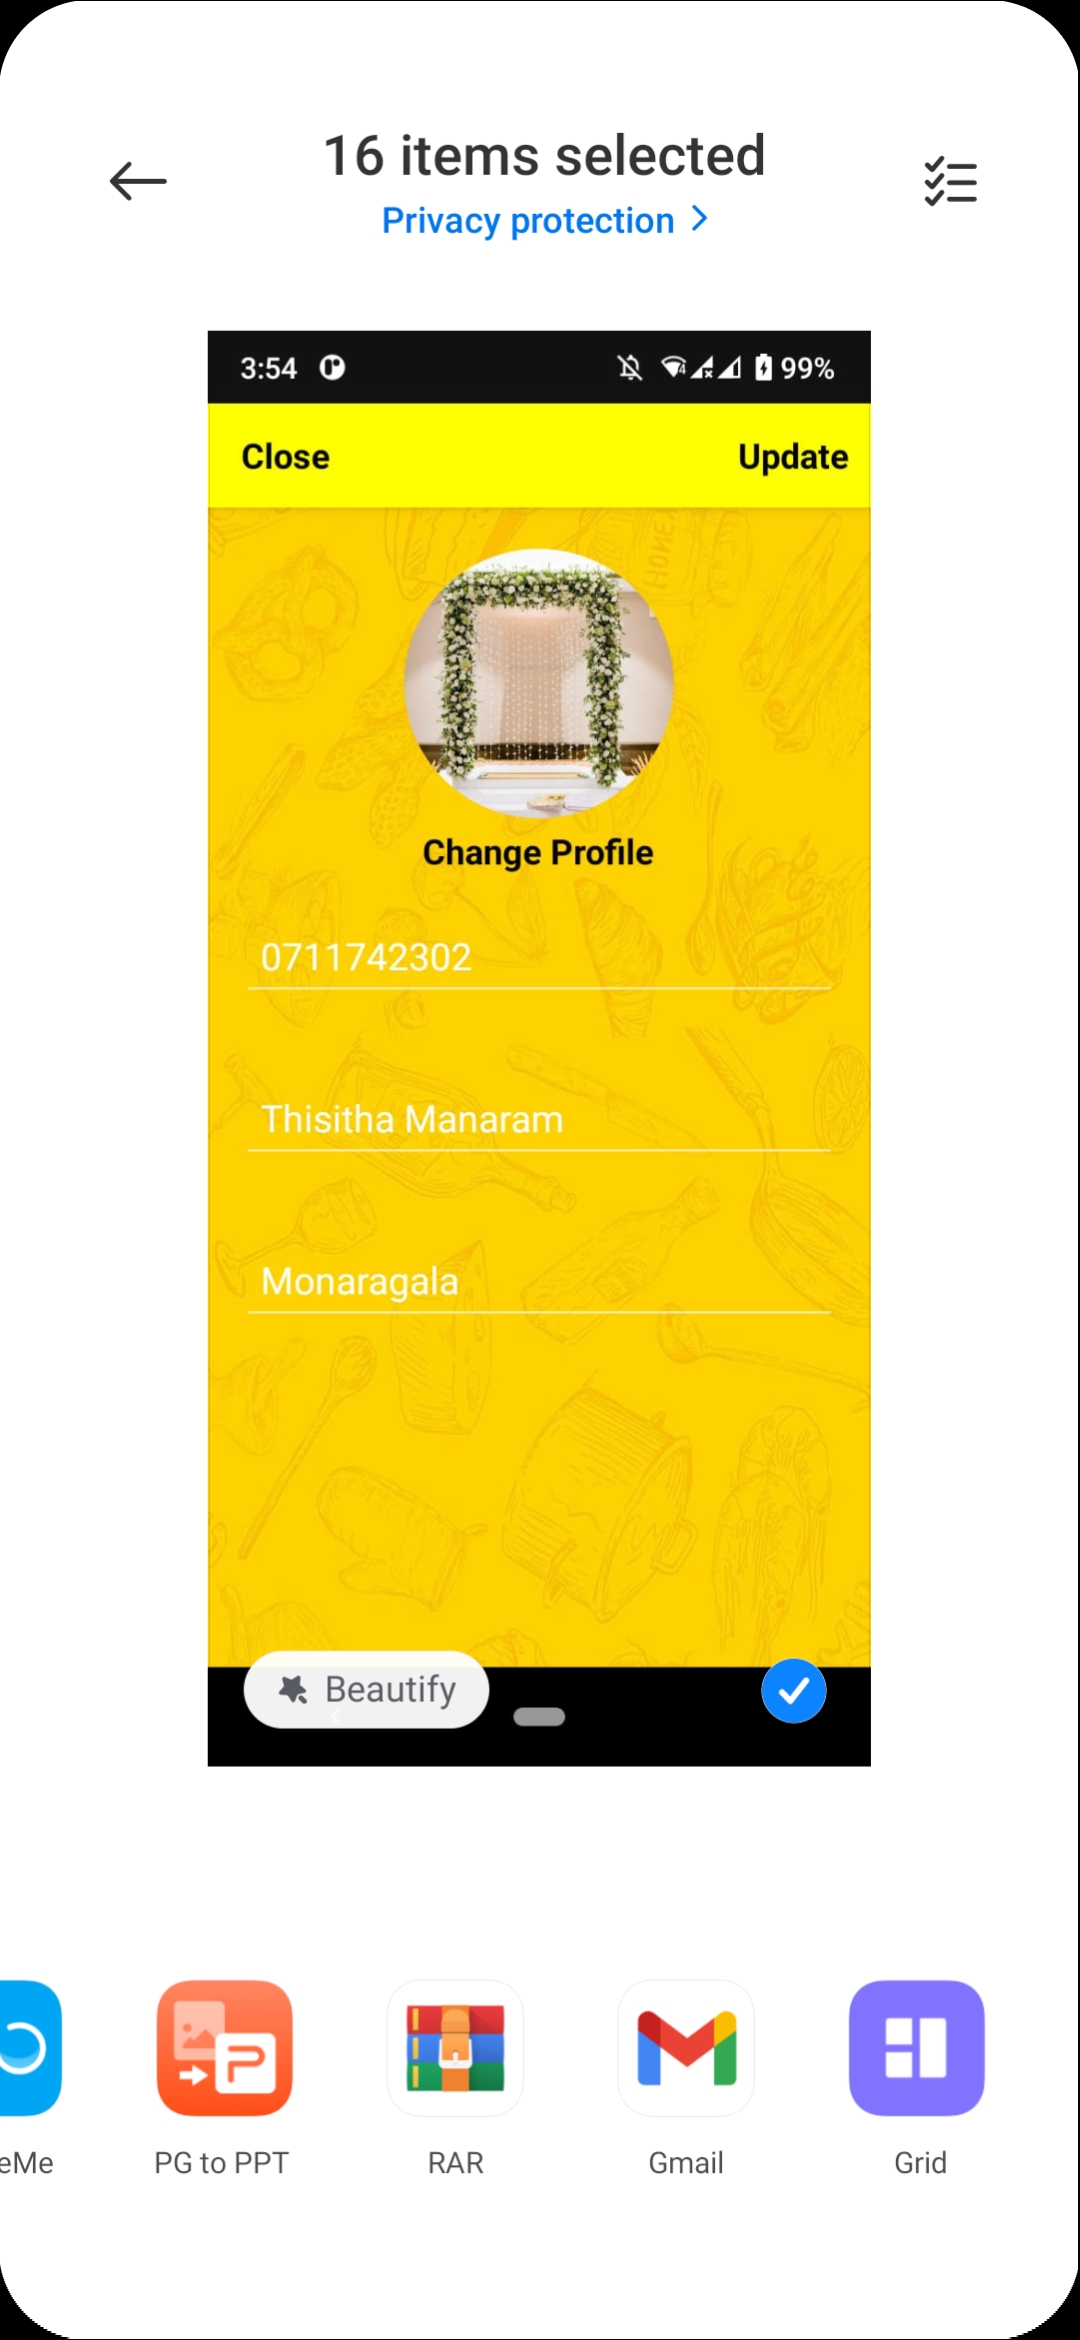 16 items selected
Privacy protection
3:54
99%
Close
Update
Change Profile
0711742302
Thisitha Manaram
Monaragala
Beautify
eMe
PG to PPT
RAR
Gmail
Grid